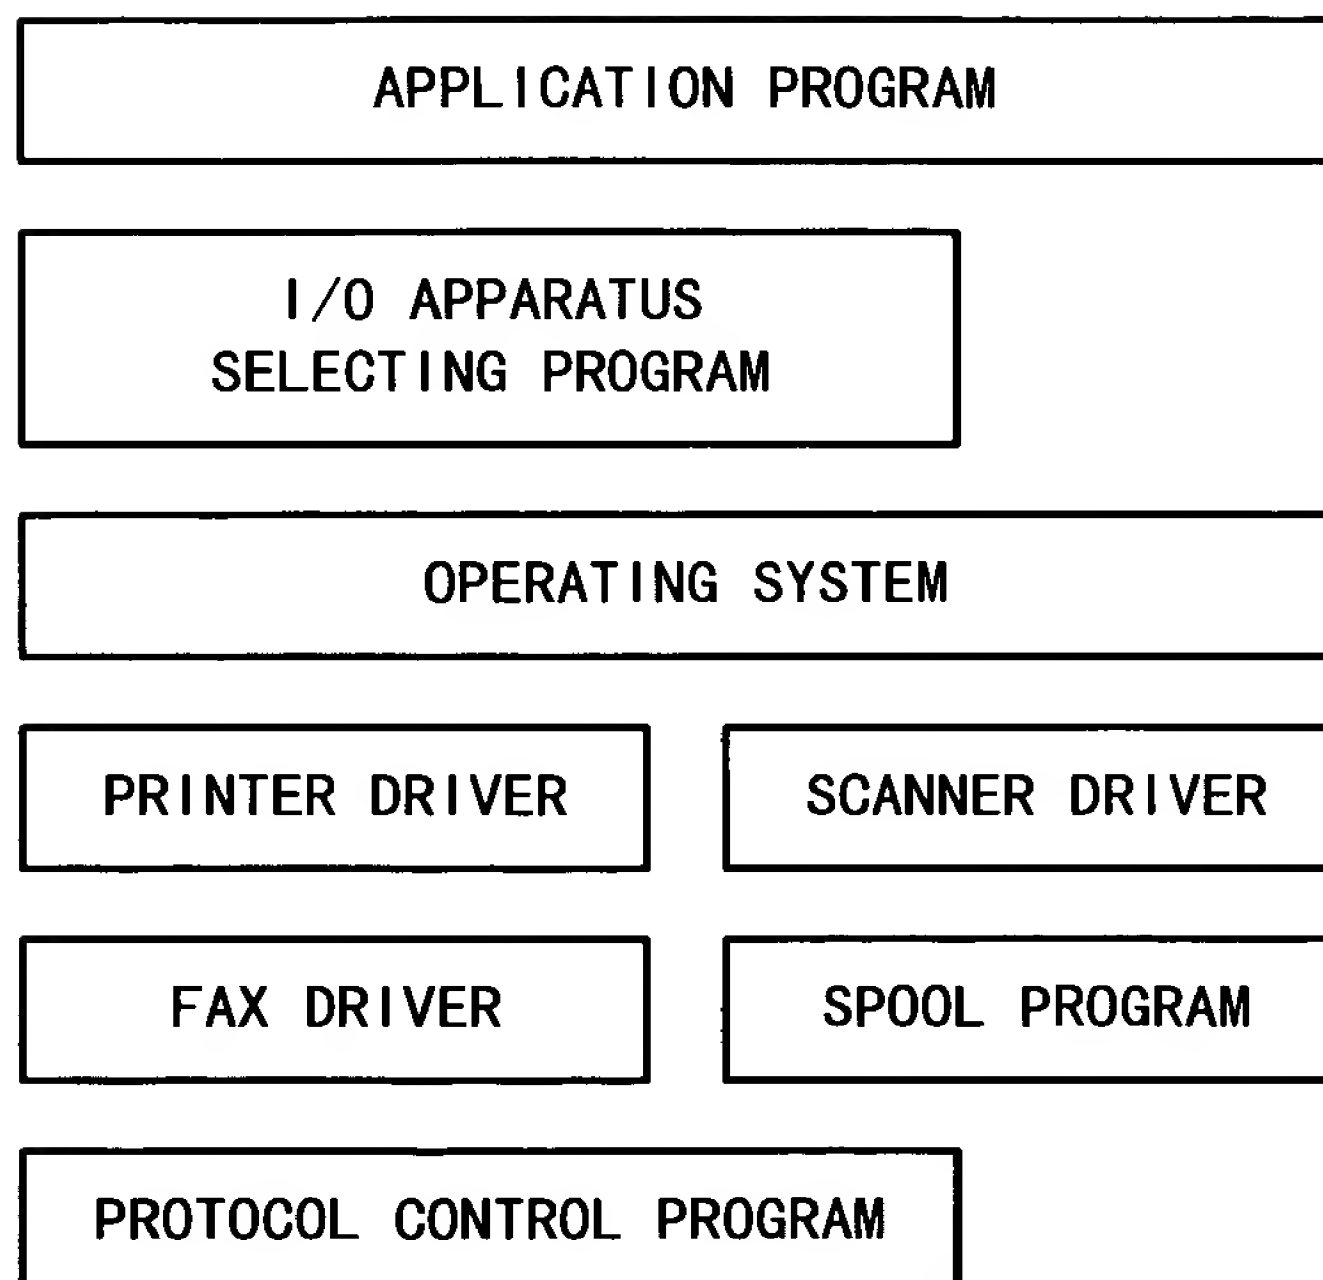 APPLICATION PROGRAM
I/O APPARATUS
SELECTING PROGRAM
OPERATING SYSTEM
PRINTER DRIVER
SCANNER DRIVER
FAX DRIVER
SPOOL PROGRAM
PROTOCOL CONTROL PROGRAM